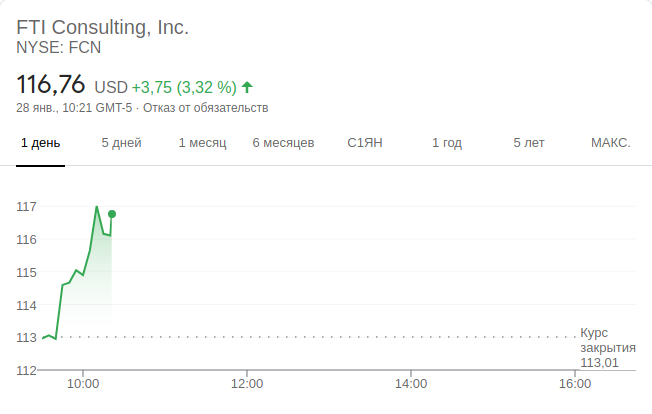 FTI Consulting, Inc.
NYSE: FCN
116,76 USD +3,75 (3,32 %)
28 янв., 10:21 GMT-5 · Отказ от обязательств
1 день 5 дней 1 месяц 6 месяцев С1ЯН 1 год 5 лет МАКС.
117
116
115
114
113
Курс
закрытия
113,01
112
10:00 12:00 14:00 16:00